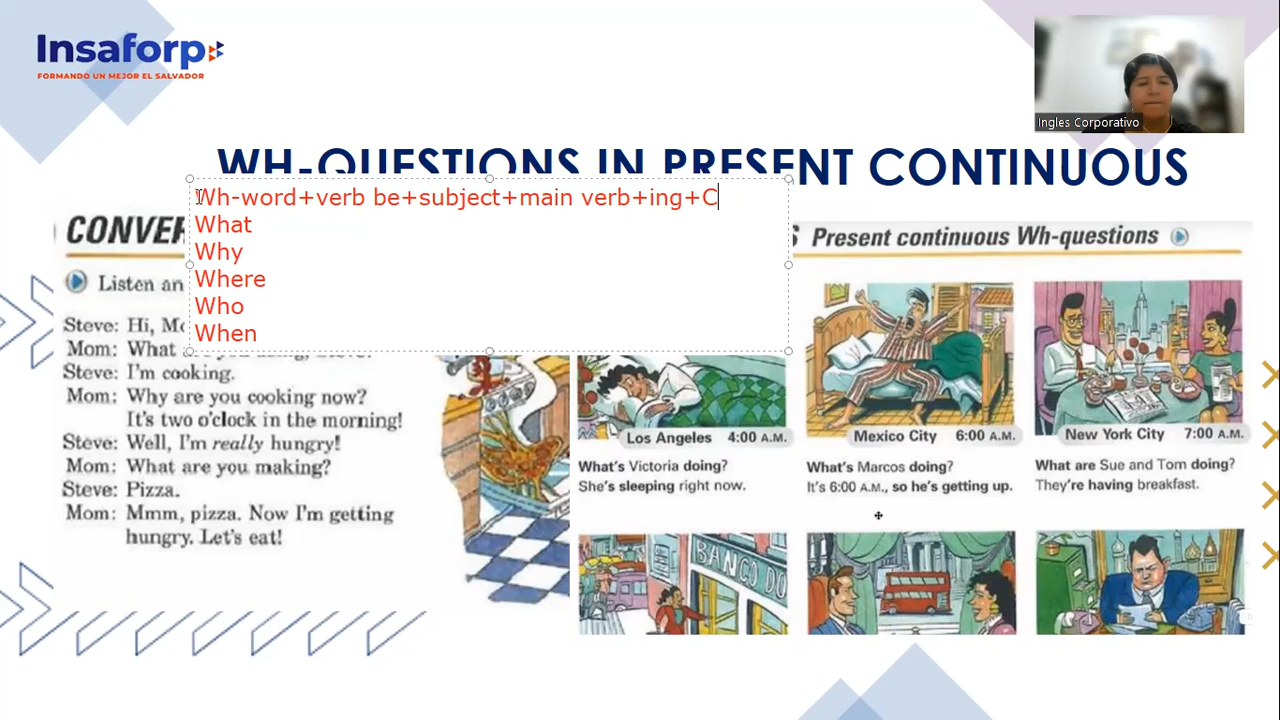 Insaforp
FORMANDO UN MEJOR EL SALVADOR
Ingles Corporativo
WH-QUESTIONS IN PRESENT CONTINUOUS
Wh-word+verb be+subject+main verb+ing+C
What
Why
Where
Who
When
Listen an
Steve: Hi,
Mom: What
Steve: I'm cooking.
Mom: Why are you cooking now?
It's two o'clock in the morning!
Steve: Well, I'm really hungry!
Mom: What are you making?
Steve: Pizza.
Mom: Mmm, pizza. Now I'm getting
hungry. Let's eat!
Present continuous Wh-questions
Los Angeles 4:00 A.M.
What's Victoria doing?
She's sleeping right now.
Mexico City 6:00 A.M.
What's Marcos doing?
It's 6:00 A.M., so he's getting up.
New York City 7:00 A.M.
What are Sue and Tom doing?
They're having breakfast.
BANCO DO